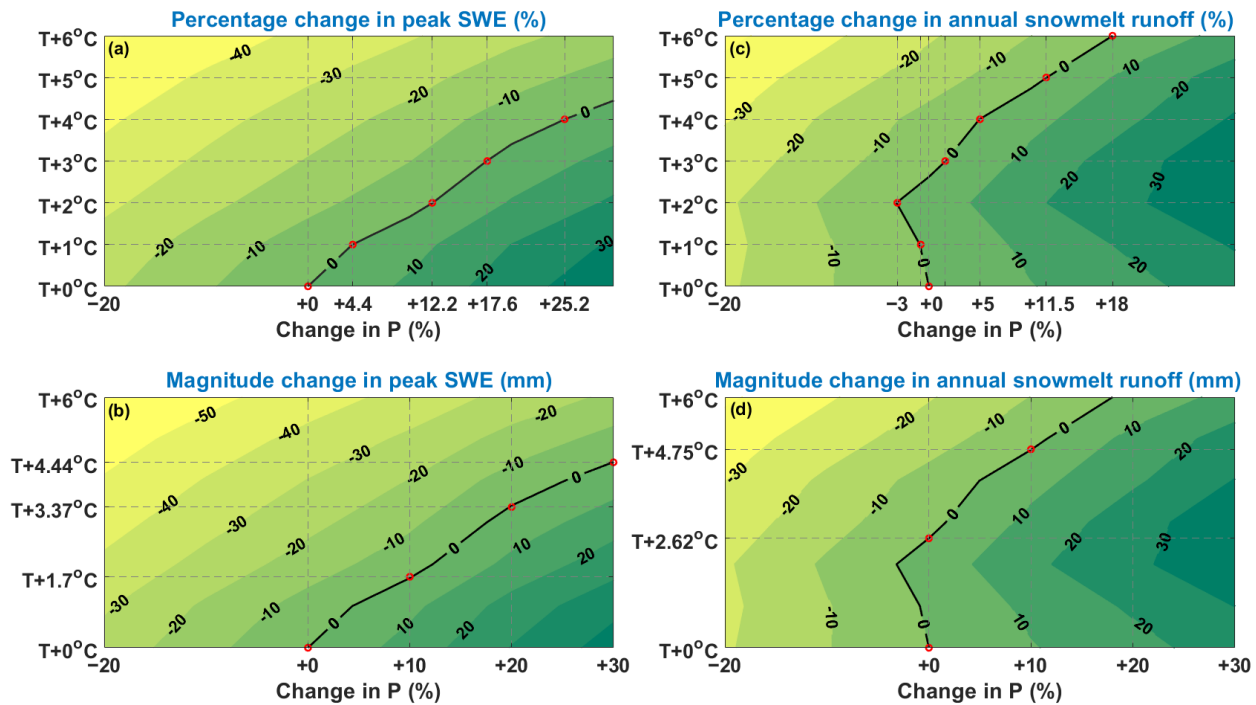 Percentage change in peak SWE (%)
(a)
T+6°C
T+5°C
T+4°C
T+3°C
T+2°C
T+1°C
T+0°C
-40
-30
-20
-10
0
-20
-10
0
10
20
30
−20
+0
+4.4
+12.2
+17.6
+25.2
Change in P (%)
Percentage change in annual snowmelt runoff (%)
(c)
T+6°C
T+5°C
T+4°C
T+3°C
T+2°C
T+1°C
T+0°C
-20
-10
0
10
20
-30
-20
-10
0
10
20
30
-10
0
10
20
−20
−3
+0
+5
+11.5
+18
Change in P (%)
Magnitude change in peak SWE (mm)
(b)
T+6°C
T+4.44°C
T+3.37°C
T+1.7°C
T+0°C
-50
-40
-30
-20
-10
0
-40
-30
-20
-10
0
10
20
-30
-20
-10
0
10
20
−20
+0
+10
+20
+30
Change in P (%)
Magnitude change in annual snowmelt runoff (mm)
(d)
T+6°C
T+4.75°C
T+2.62°C
T+0°C
-20
-10
0
10
20
-30
-20
-10
0
10
20
30
-10
0
10
20
−20
+0
+10
+20
+30
Change in P (%)